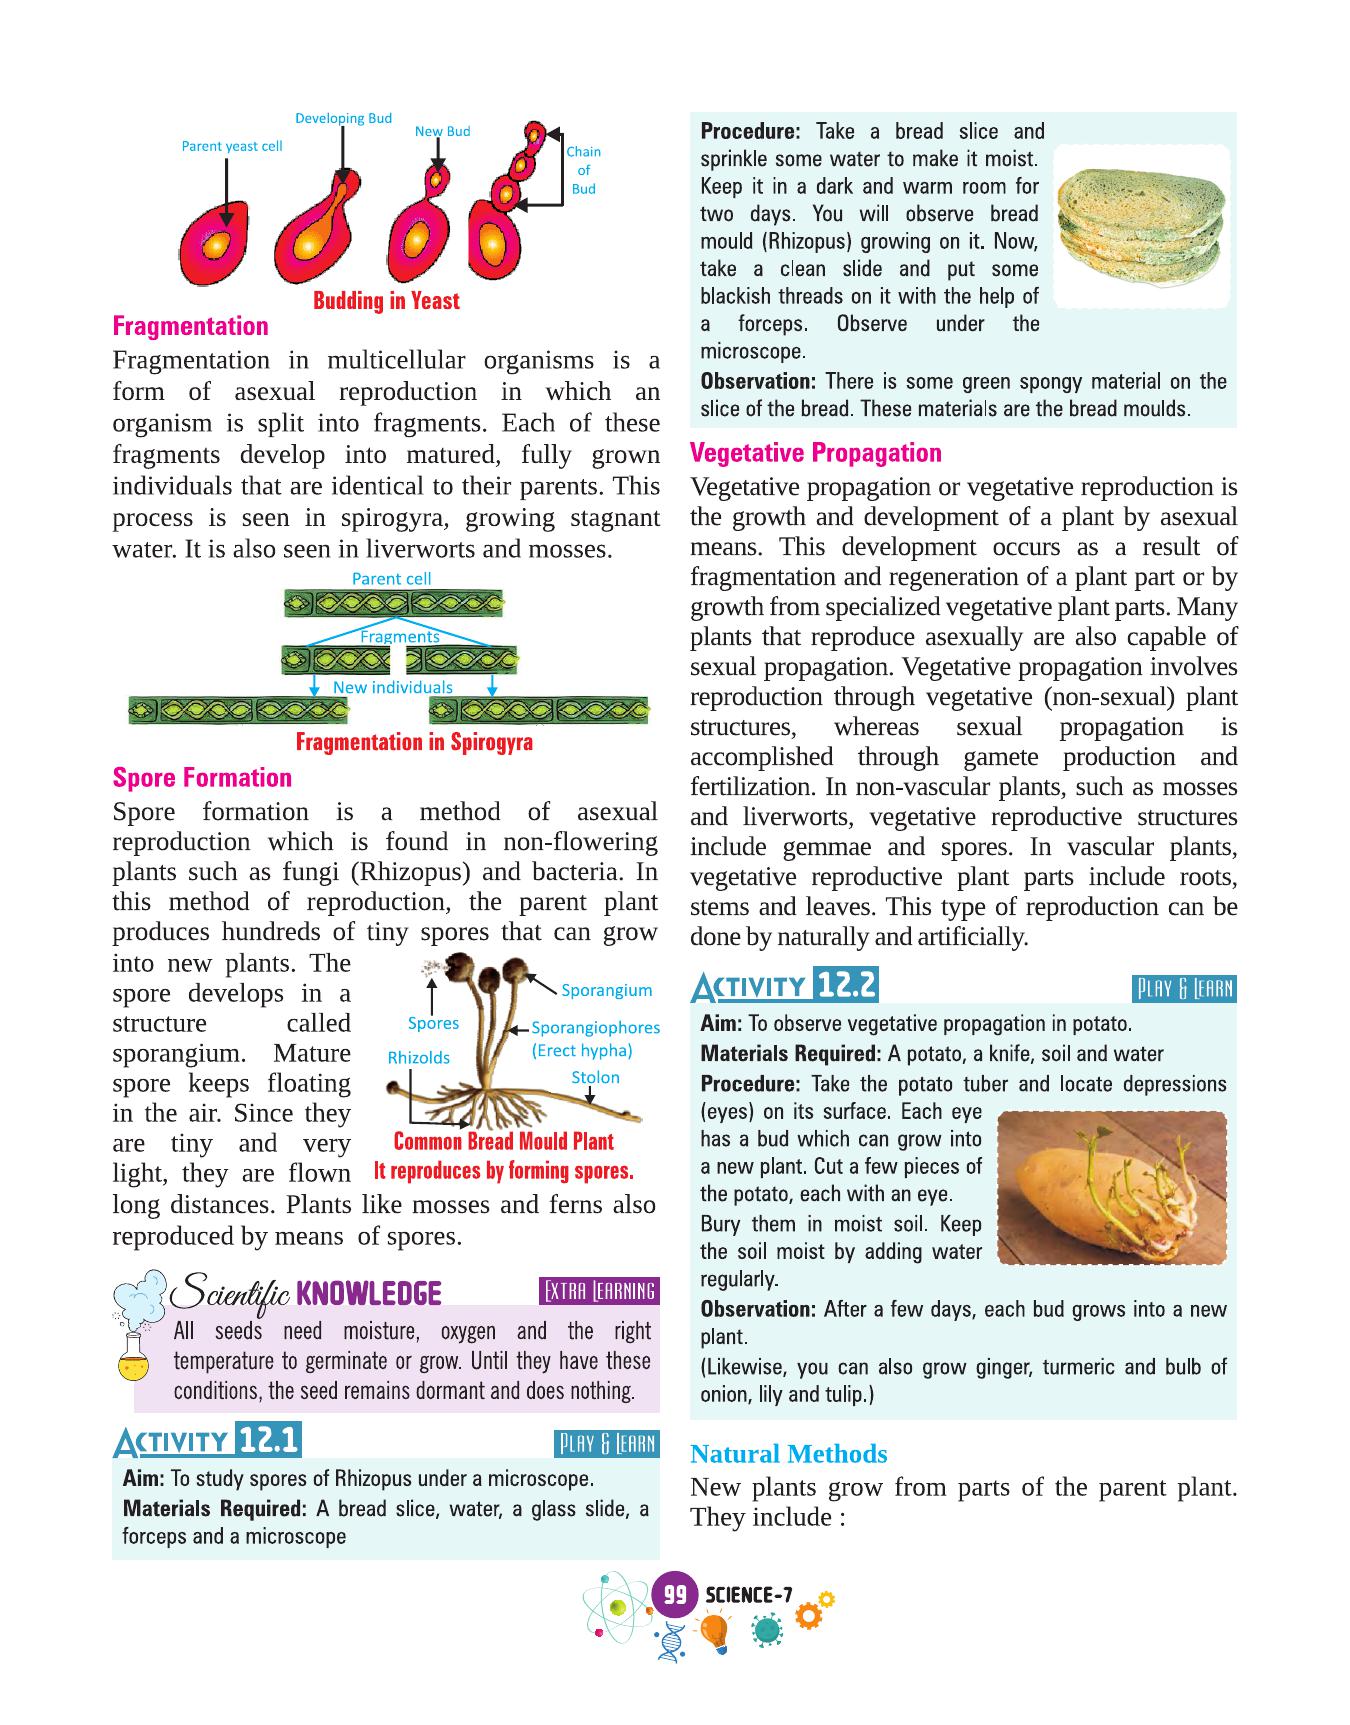 Developing Bud
New Bud
Parent yeast cell
Chain
of
Bud
Budding in Yeast
Fragmentation
Fragmentation in multicellular organisms is a
form of asexual reproduction in which an
organism is split into fragments. Each of these
fragments develop into matured, fully grown
individuals that are identical to their parents. This
process is seen in spirogyra, growing stagnant
water. It is also seen in liverworts and mosses.
Parent cell
Fragments
New individuals
Fragmentation in Spirogyra
Spore Formation
Spore formation is a method of asexual
reproduction which is found in non-flowering
plants such as fungi (Rhizopus) and bacteria. In
this method of reproduction, the parent plant
produces hundreds of tiny spores that can grow
into new plants. The
spore develops in a
structure called
sporangium. Mature
spore keeps floating
in the air. Since they
are tiny and very
light, they are flown
long distances. Plants like mosses and ferns also
reproduced by means of spores.
Sporangium
Spores
Sporangiophores
(Erect hypha)
Rhizolds
Stolon
Common Bread Mould Plant
It reproduces by forming spores.
Scientific KNOWLEDGE
EXTRA LEARNING
All seeds need moisture, oxygen and the right
temperature to germinate or grow. Until they have these
conditions, the seed remains dormant and does nothing.
ACTIVITY 12.1
PLAY & LEARN
Aim: To study spores of Rhizopus under a microscope.
Materials Required: A bread slice, water, a glass slide, a
forceps and a microscope
Procedure: Take a bread slice and
sprinkle some water to make it moist.
Keep it in a dark and warm room for
two days. You will observe bread
mould (Rhizopus) growing on it. Now,
take a clean slide and put some
blackish threads on it with the help of
a forceps. Observe under the
microscope.
Observation: There is some green spongy material on the
slice of the bread. These materials are the bread moulds.
Vegetative Propagation
Vegetative propagation or vegetative reproduction is
the growth and development of a plant by asexual
means. This development occurs as a result of
fragmentation and regeneration of a plant part or by
growth from specialized vegetative plant parts. Many
plants that reproduce asexually are also capable of
sexual propagation. Vegetative propagation involves
reproduction through vegetative (non-sexual) plant
structures, whereas sexual propagation is
accomplished through gamete production and
fertilization. In non-vascular plants, such as mosses
and liverworts, vegetative reproductive structures
include gemmae and spores. In vascular plants,
vegetative reproductive plant parts include roots,
stems and leaves. This type of reproduction can be
done by naturally and artificially.
ACTIVITY 12.2
PLAY & LEARN
Aim: To observe vegetative propagation in potato.
Materials Required: A potato, a knife, soil and water
Procedure: Take the potato tuber and locate depressions
(eyes) on its surface. Each eye
has a bud which can grow into
a new plant. Cut a few pieces of
the potato, each with an eye.
Bury them in moist soil. Keep
the soil moist by adding water
regularly.
Observation: After a few days, each bud grows into a new
plant.
(Likewise, you can also grow ginger, turmeric and bulb of
onion, lily and tulip.)
Natural Methods
New plants grow from parts of the parent plant.
They include :
99 SCIENCE-7